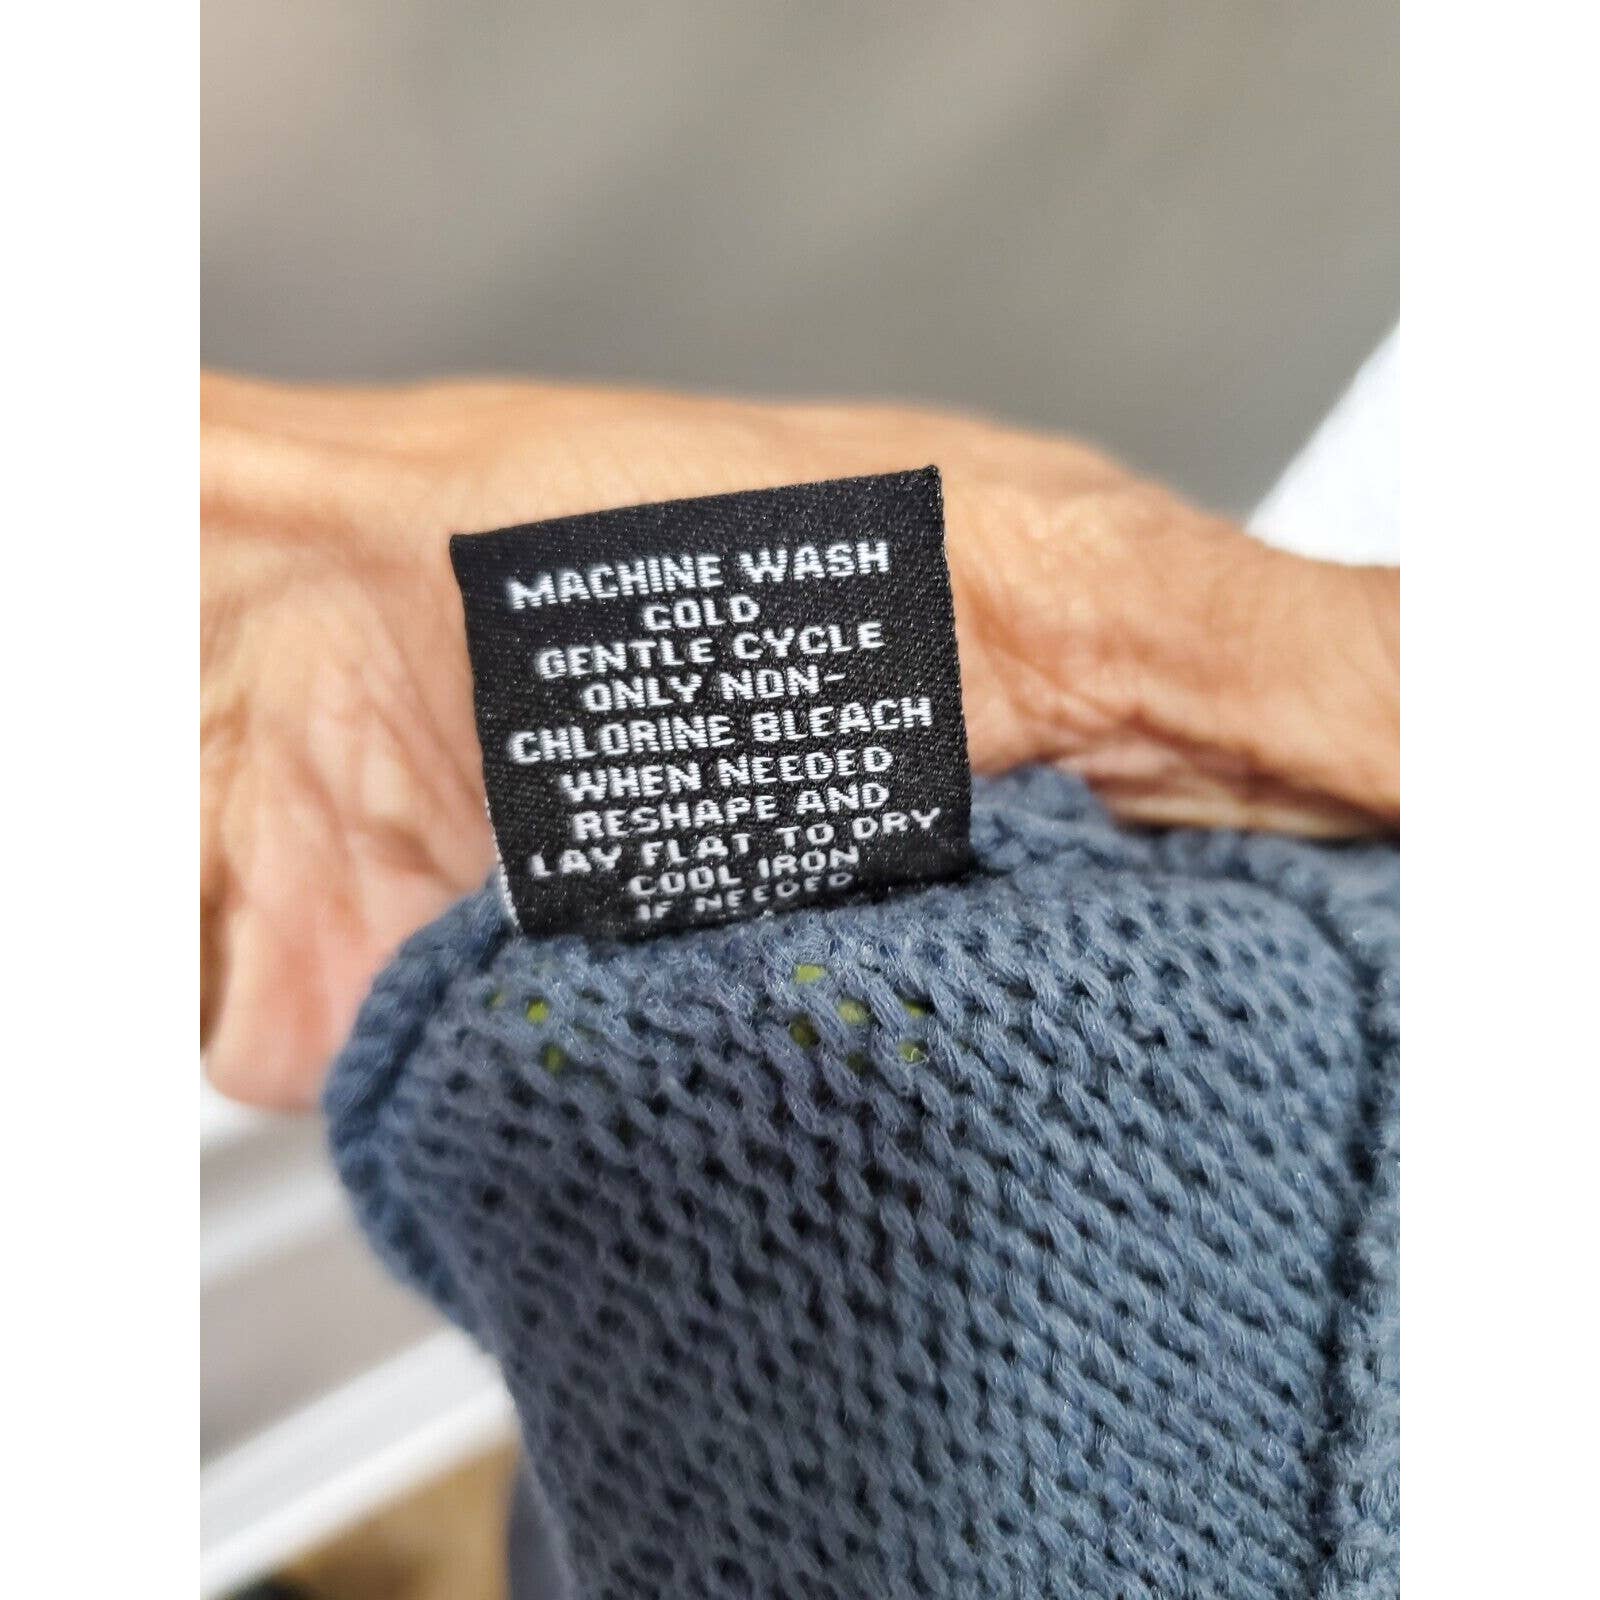 MACHINE WASH
COLD
GENTLE CYCLE
ONLY NON-
CHLORINE BLEACH
WHEN NEEDED
RESHAPE AND
LAY FLAT TO DRY
COOL IRON
IF NEEDED